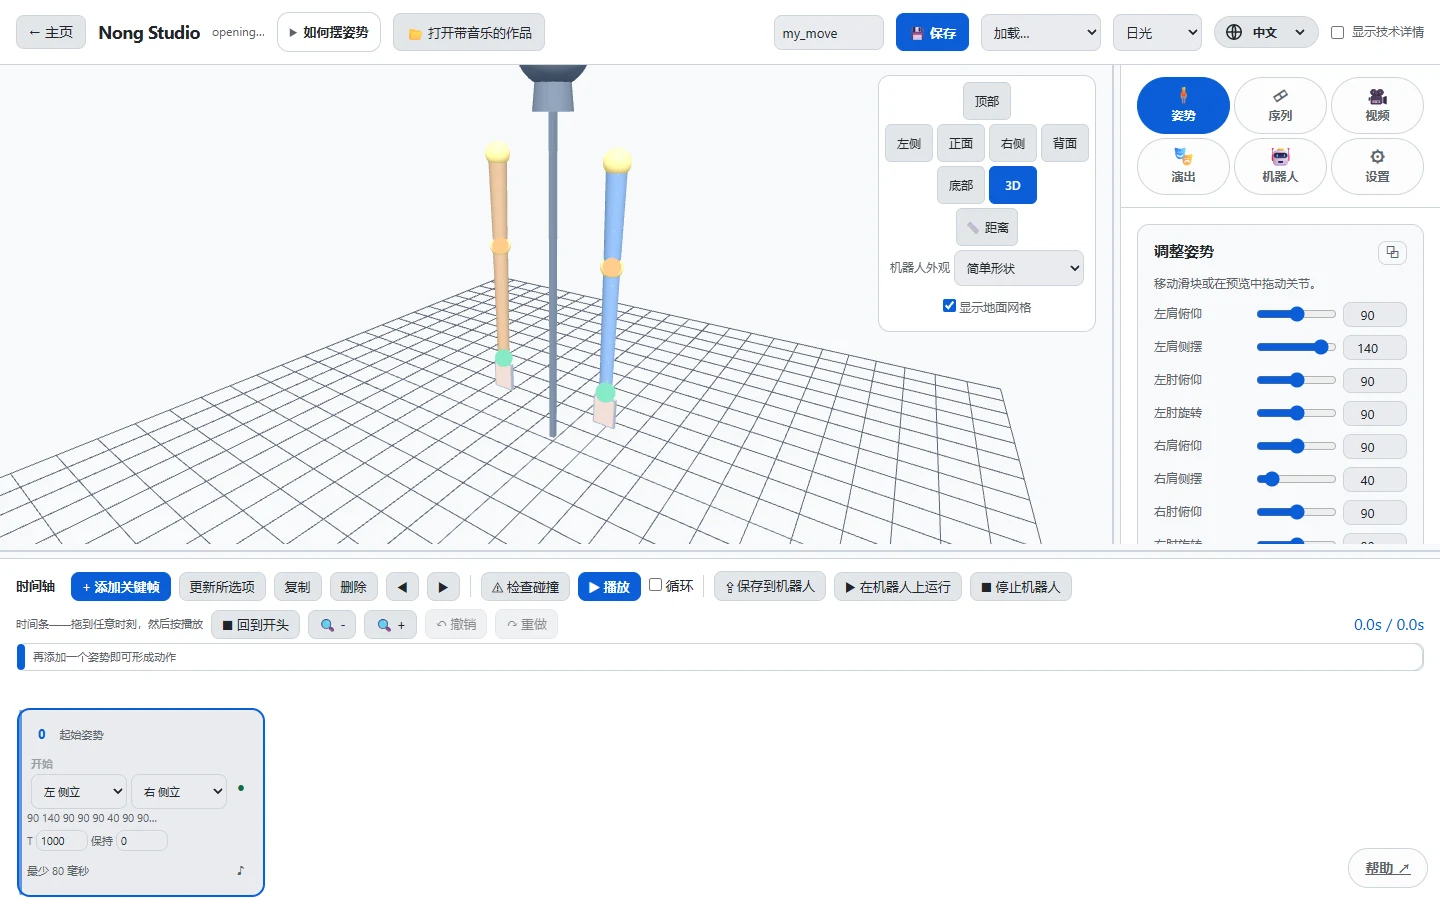 ← 主页
Nong Studio
opening...
▶ 如何摆姿势
📂 打开带音乐的作品
my_move
💾 保存
加载...
日光
中文
显示技术详情
顶部
左侧
正面
右侧
背面
底部
3D
📏 距离
机器人外观
简单形状
显示地面网格
姿势
序列
视频
演出
机器人
设置
调整姿势
移动滑块或在预览中拖动关节。
左肩俯仰 90
左肩侧摆 140
左肘俯仰 90
左肘旋转 90
右肩俯仰 90
右肩侧摆 40
右肘俯仰 90
右肘旋转 90
时间轴
+ 添加关键帧
更新所选项
复制
删除
◀
▶
⚠ 检查碰撞
▶ 播放
循环
⇪ 保存到机器人
▶ 在机器人上运行
■ 停止机器人
时间条——拖到任意时刻，然后按播放
■ 回到开头
🔍 -
🔍 +
↶ 撤销
↷ 重做
0.0s / 0.0s
再添加一个姿势即可形成动作
0 起始姿势
开始
左 侧立
右 侧立
90 140 90 90 90 40 90 90...
T 1000 保持 0
最少 80 毫秒
♪
帮助 ↗